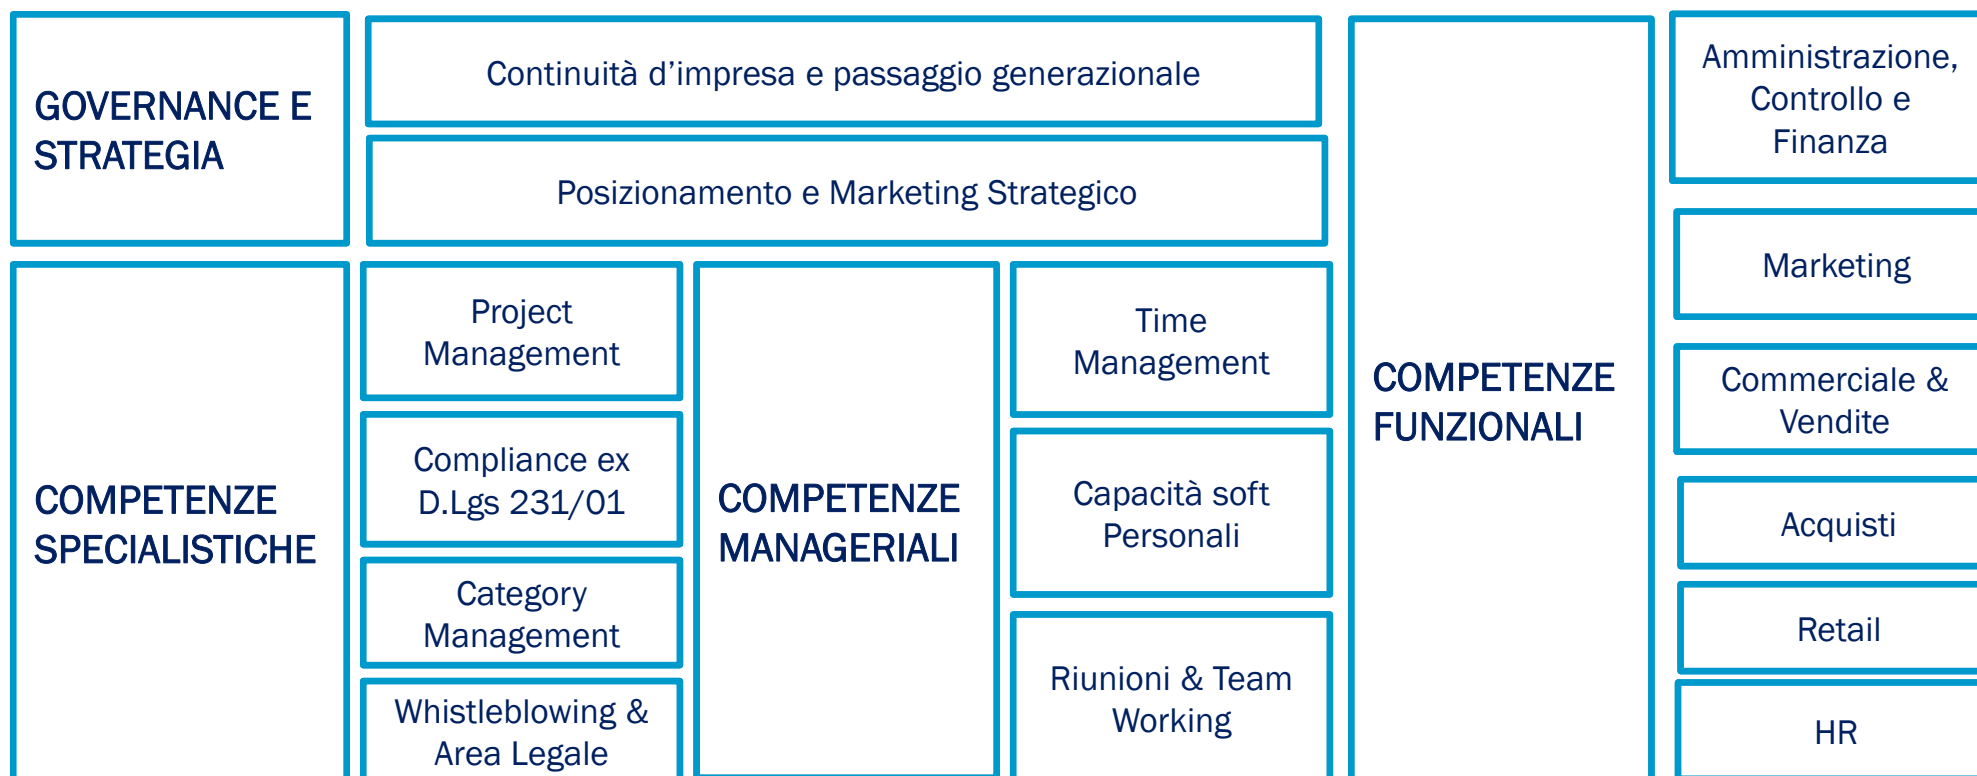 GOVERNANCE E
STRATEGIA
Continuità d’impresa e passaggio generazionale
Posizionamento e Marketing Strategico
COMPETENZE
SPECIALISTICHE
Project
Management
Compliance ex
D.Lgs 231/01
Category
Management
Whistleblowing &
Area Legale
COMPETENZE
MANAGERIALI
Time
Management
Capacità soft
Personali
Riunioni & Team
Working
COMPETENZE
FUNZIONALI
Amministrazione,
Controllo e
Finanza
Marketing
Commerciale &
Vendite
Acquisti
Retail
HR